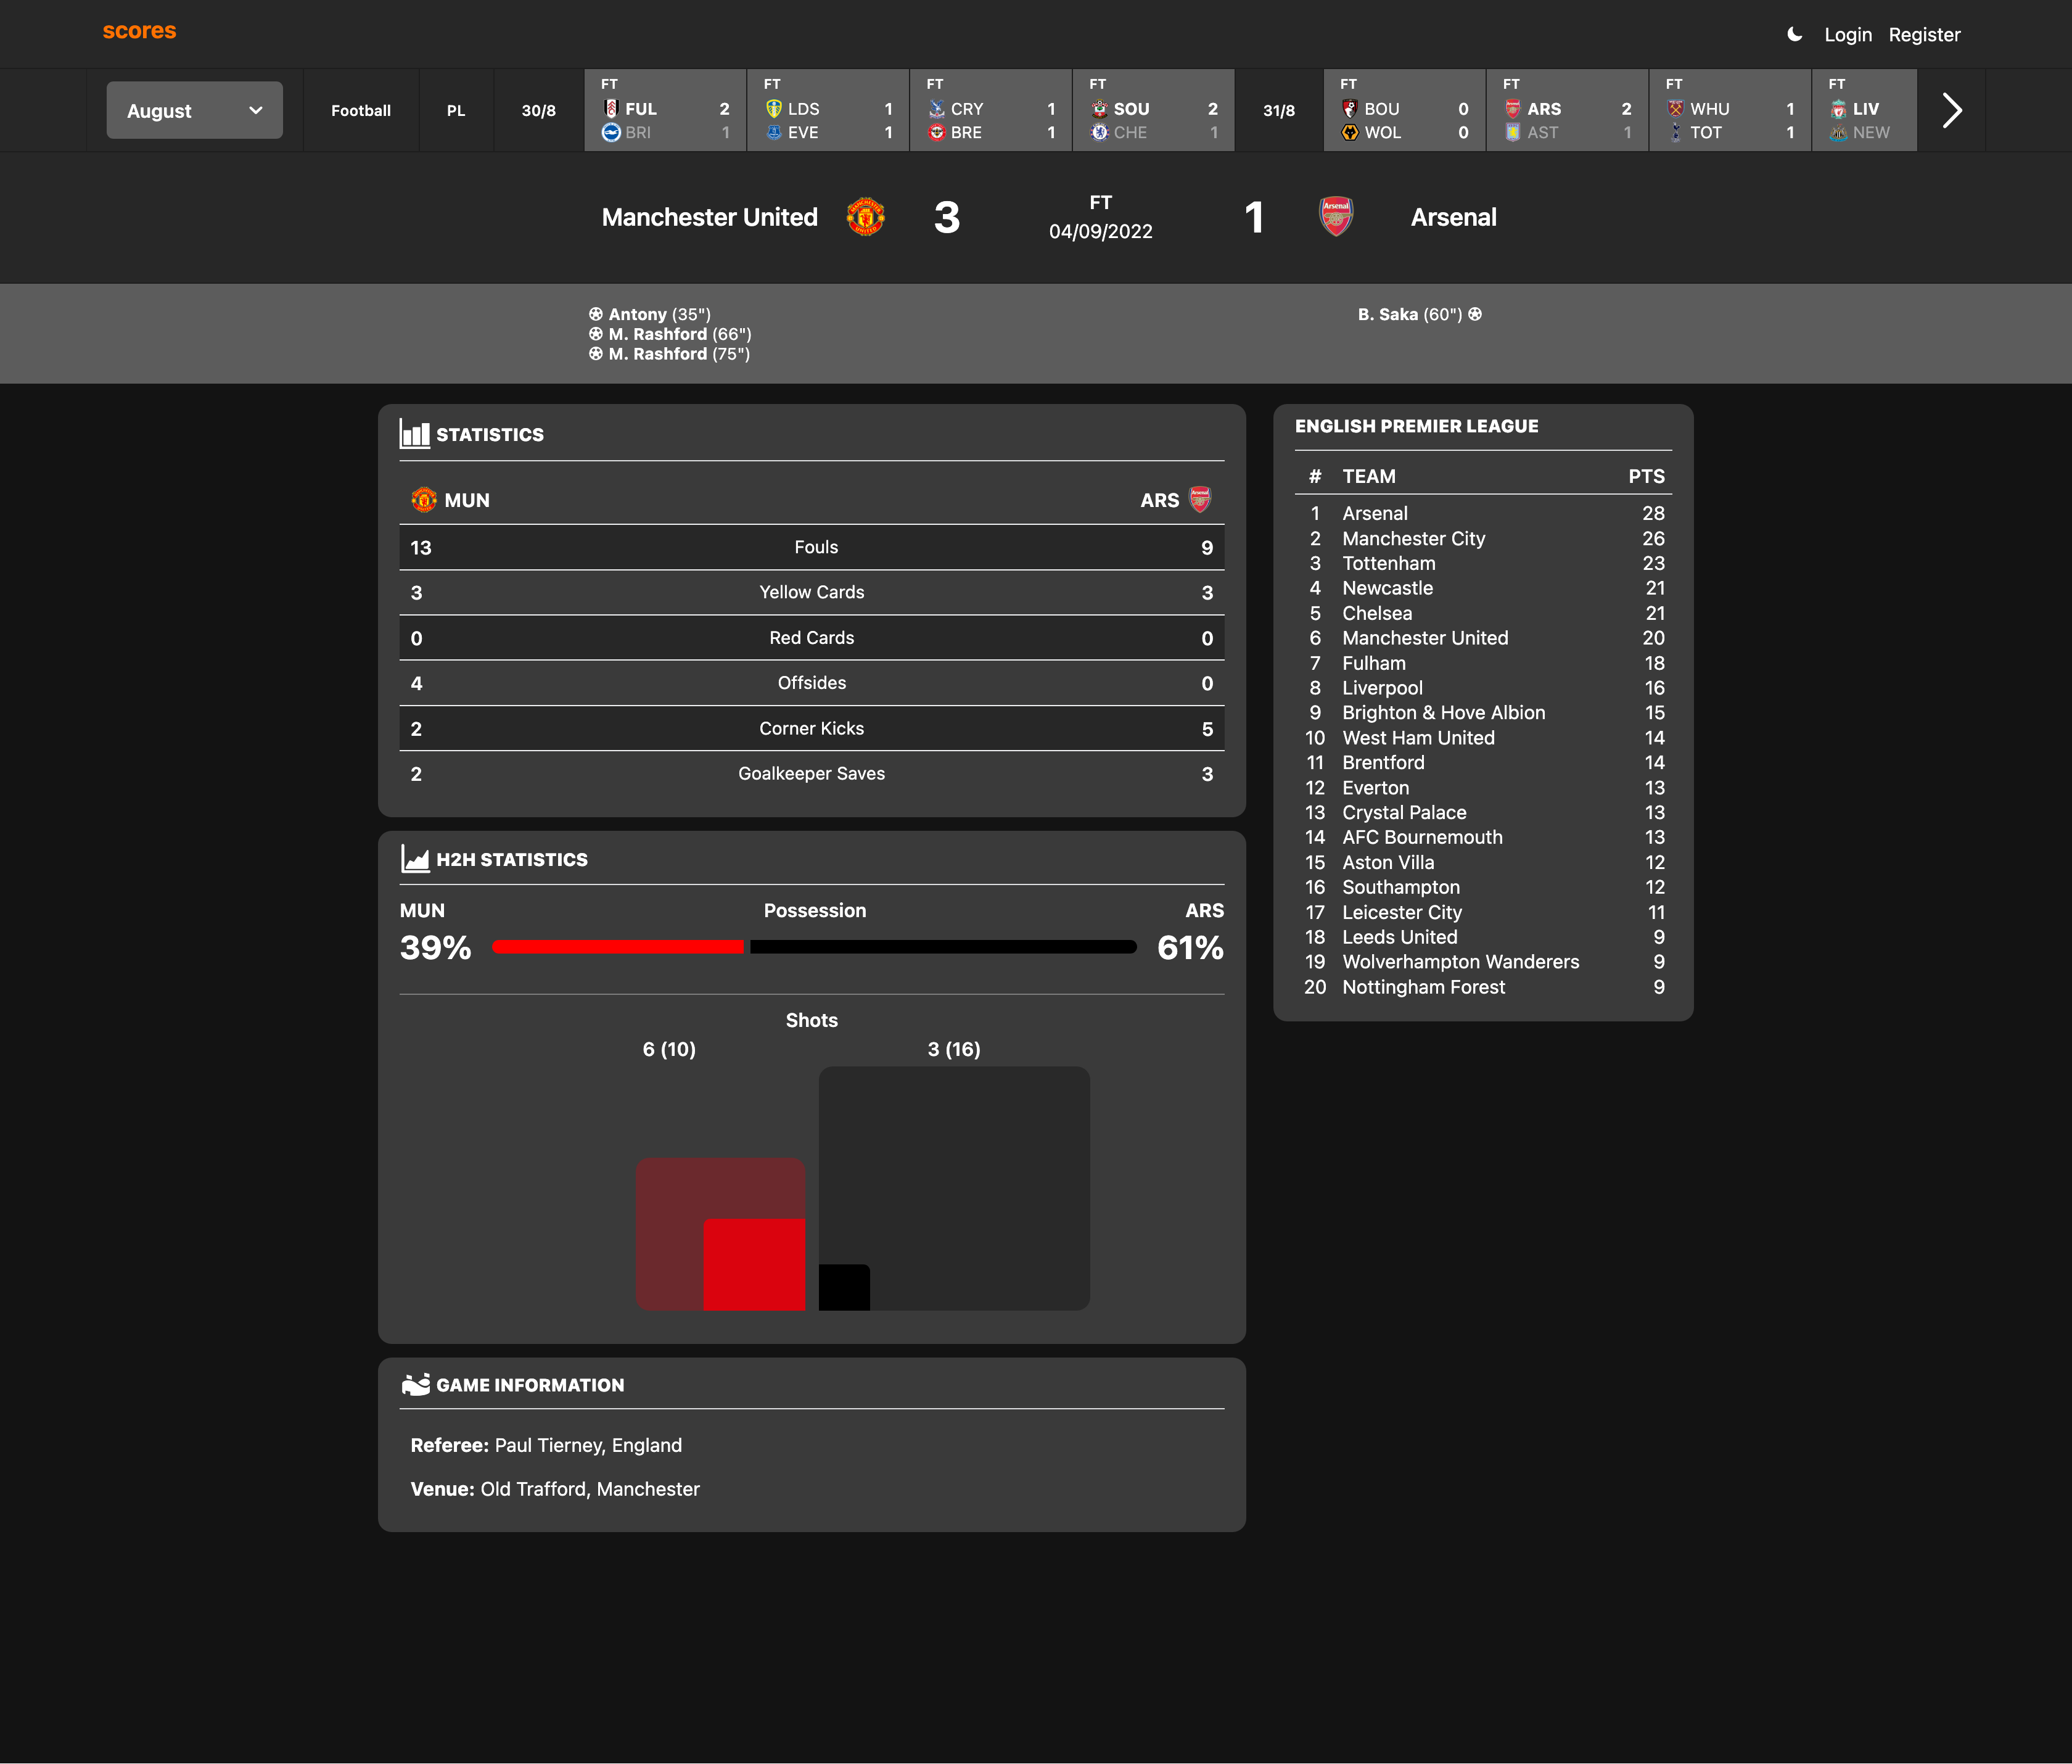 scores
Login Register
August
Football
PL
30/8
FT
FUL 2
BRI 1
FT
LDS 1
EVE 1
FT
CRY 1
BRE 1
FT
SOU 2
CHE 1
31/8
FT
BOU 0
WOL 0
FT
ARS 2
AST 1
FT
WHU 1
TOT 1
FT
LIV
NEW
Manchester United 3
FT
04/09/2022
1 Arsenal
Antony (35")
M. Rashford (66")
M. Rashford (75")
B. Saka (60")
STATISTICS
MUN ARS
13 Fouls 9
3 Yellow Cards 3
0 Red Cards 0
4 Offsides 0
2 Corner Kicks 5
2 Goalkeeper Saves 3
H2H STATISTICS
MUN Possession ARS
39% 61%
Shots
6 (10) 3 (16)
GAME INFORMATION
Referee: Paul Tierney, England
Venue: Old Trafford, Manchester
ENGLISH PREMIER LEAGUE
# TEAM PTS
1 Arsenal 28
2 Manchester City 26
3 Tottenham 23
4 Newcastle 21
5 Chelsea 21
6 Manchester United 20
7 Fulham 18
8 Liverpool 16
9 Brighton & Hove Albion 15
10 West Ham United 14
11 Brentford 14
12 Everton 13
13 Crystal Palace 13
14 AFC Bournemouth 13
15 Aston Villa 12
16 Southampton 12
17 Leicester City 11
18 Leeds United 9
19 Wolverhampton Wanderers 9
20 Nottingham Forest 9